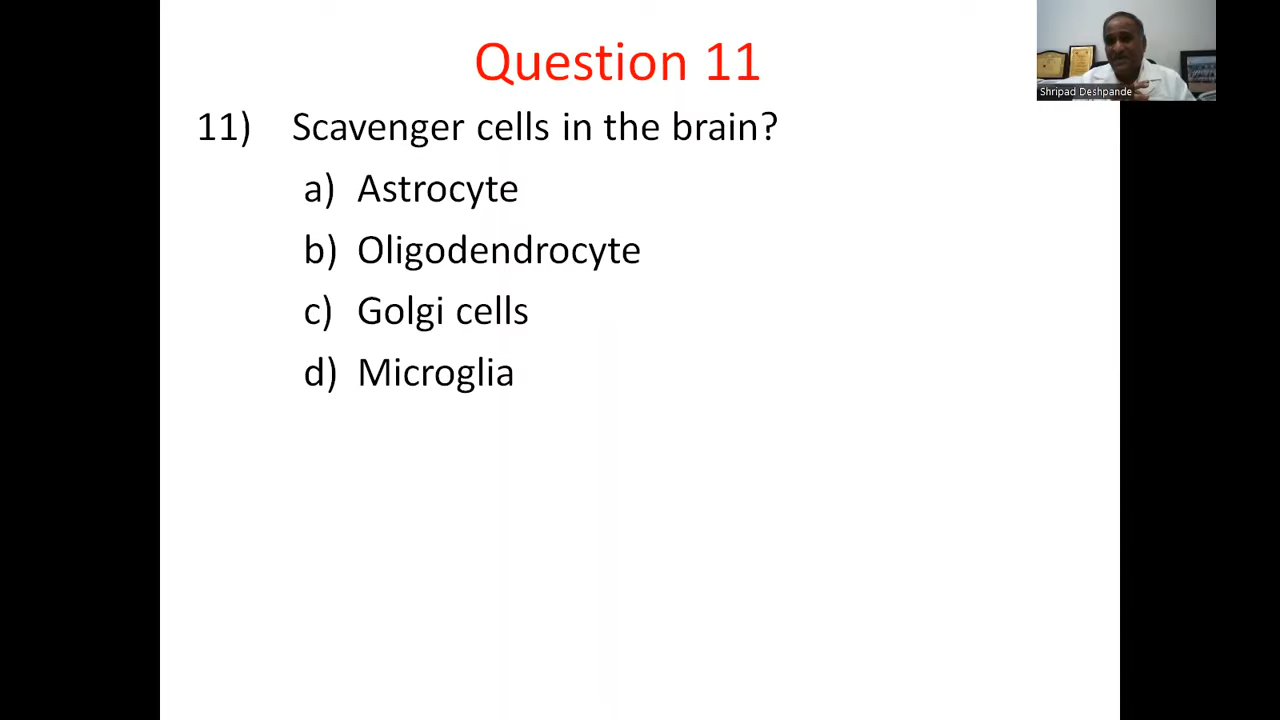 Question 11
11) Scavenger cells in the brain?
a) Astrocyte
b) Oligodendrocyte
c) Golgi cells
d) Microglia
Shripad Deshpande